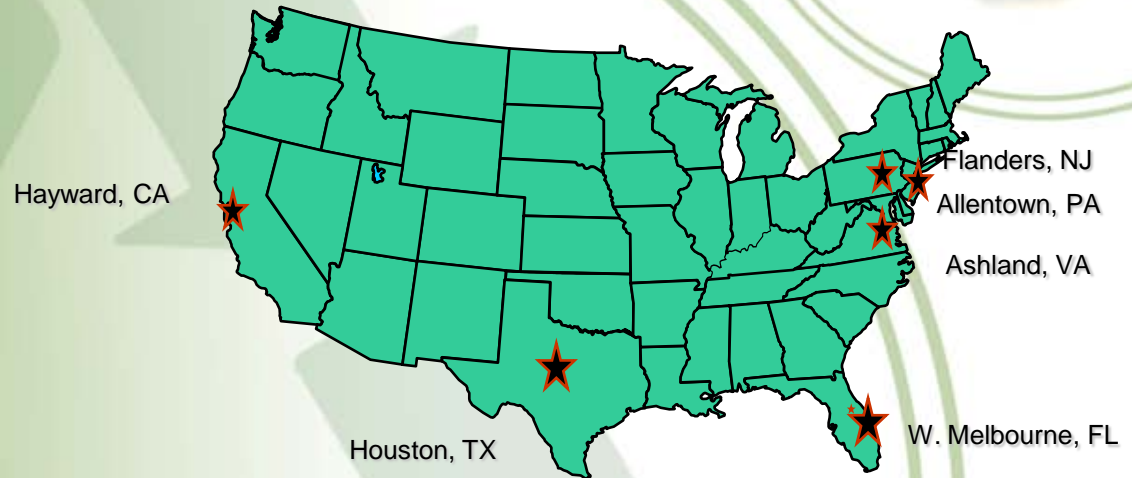 Flanders, NJ
Hayward, CA
Allentown, PA
Ashland, VA
W. Melbourne, FL
Houston, TX